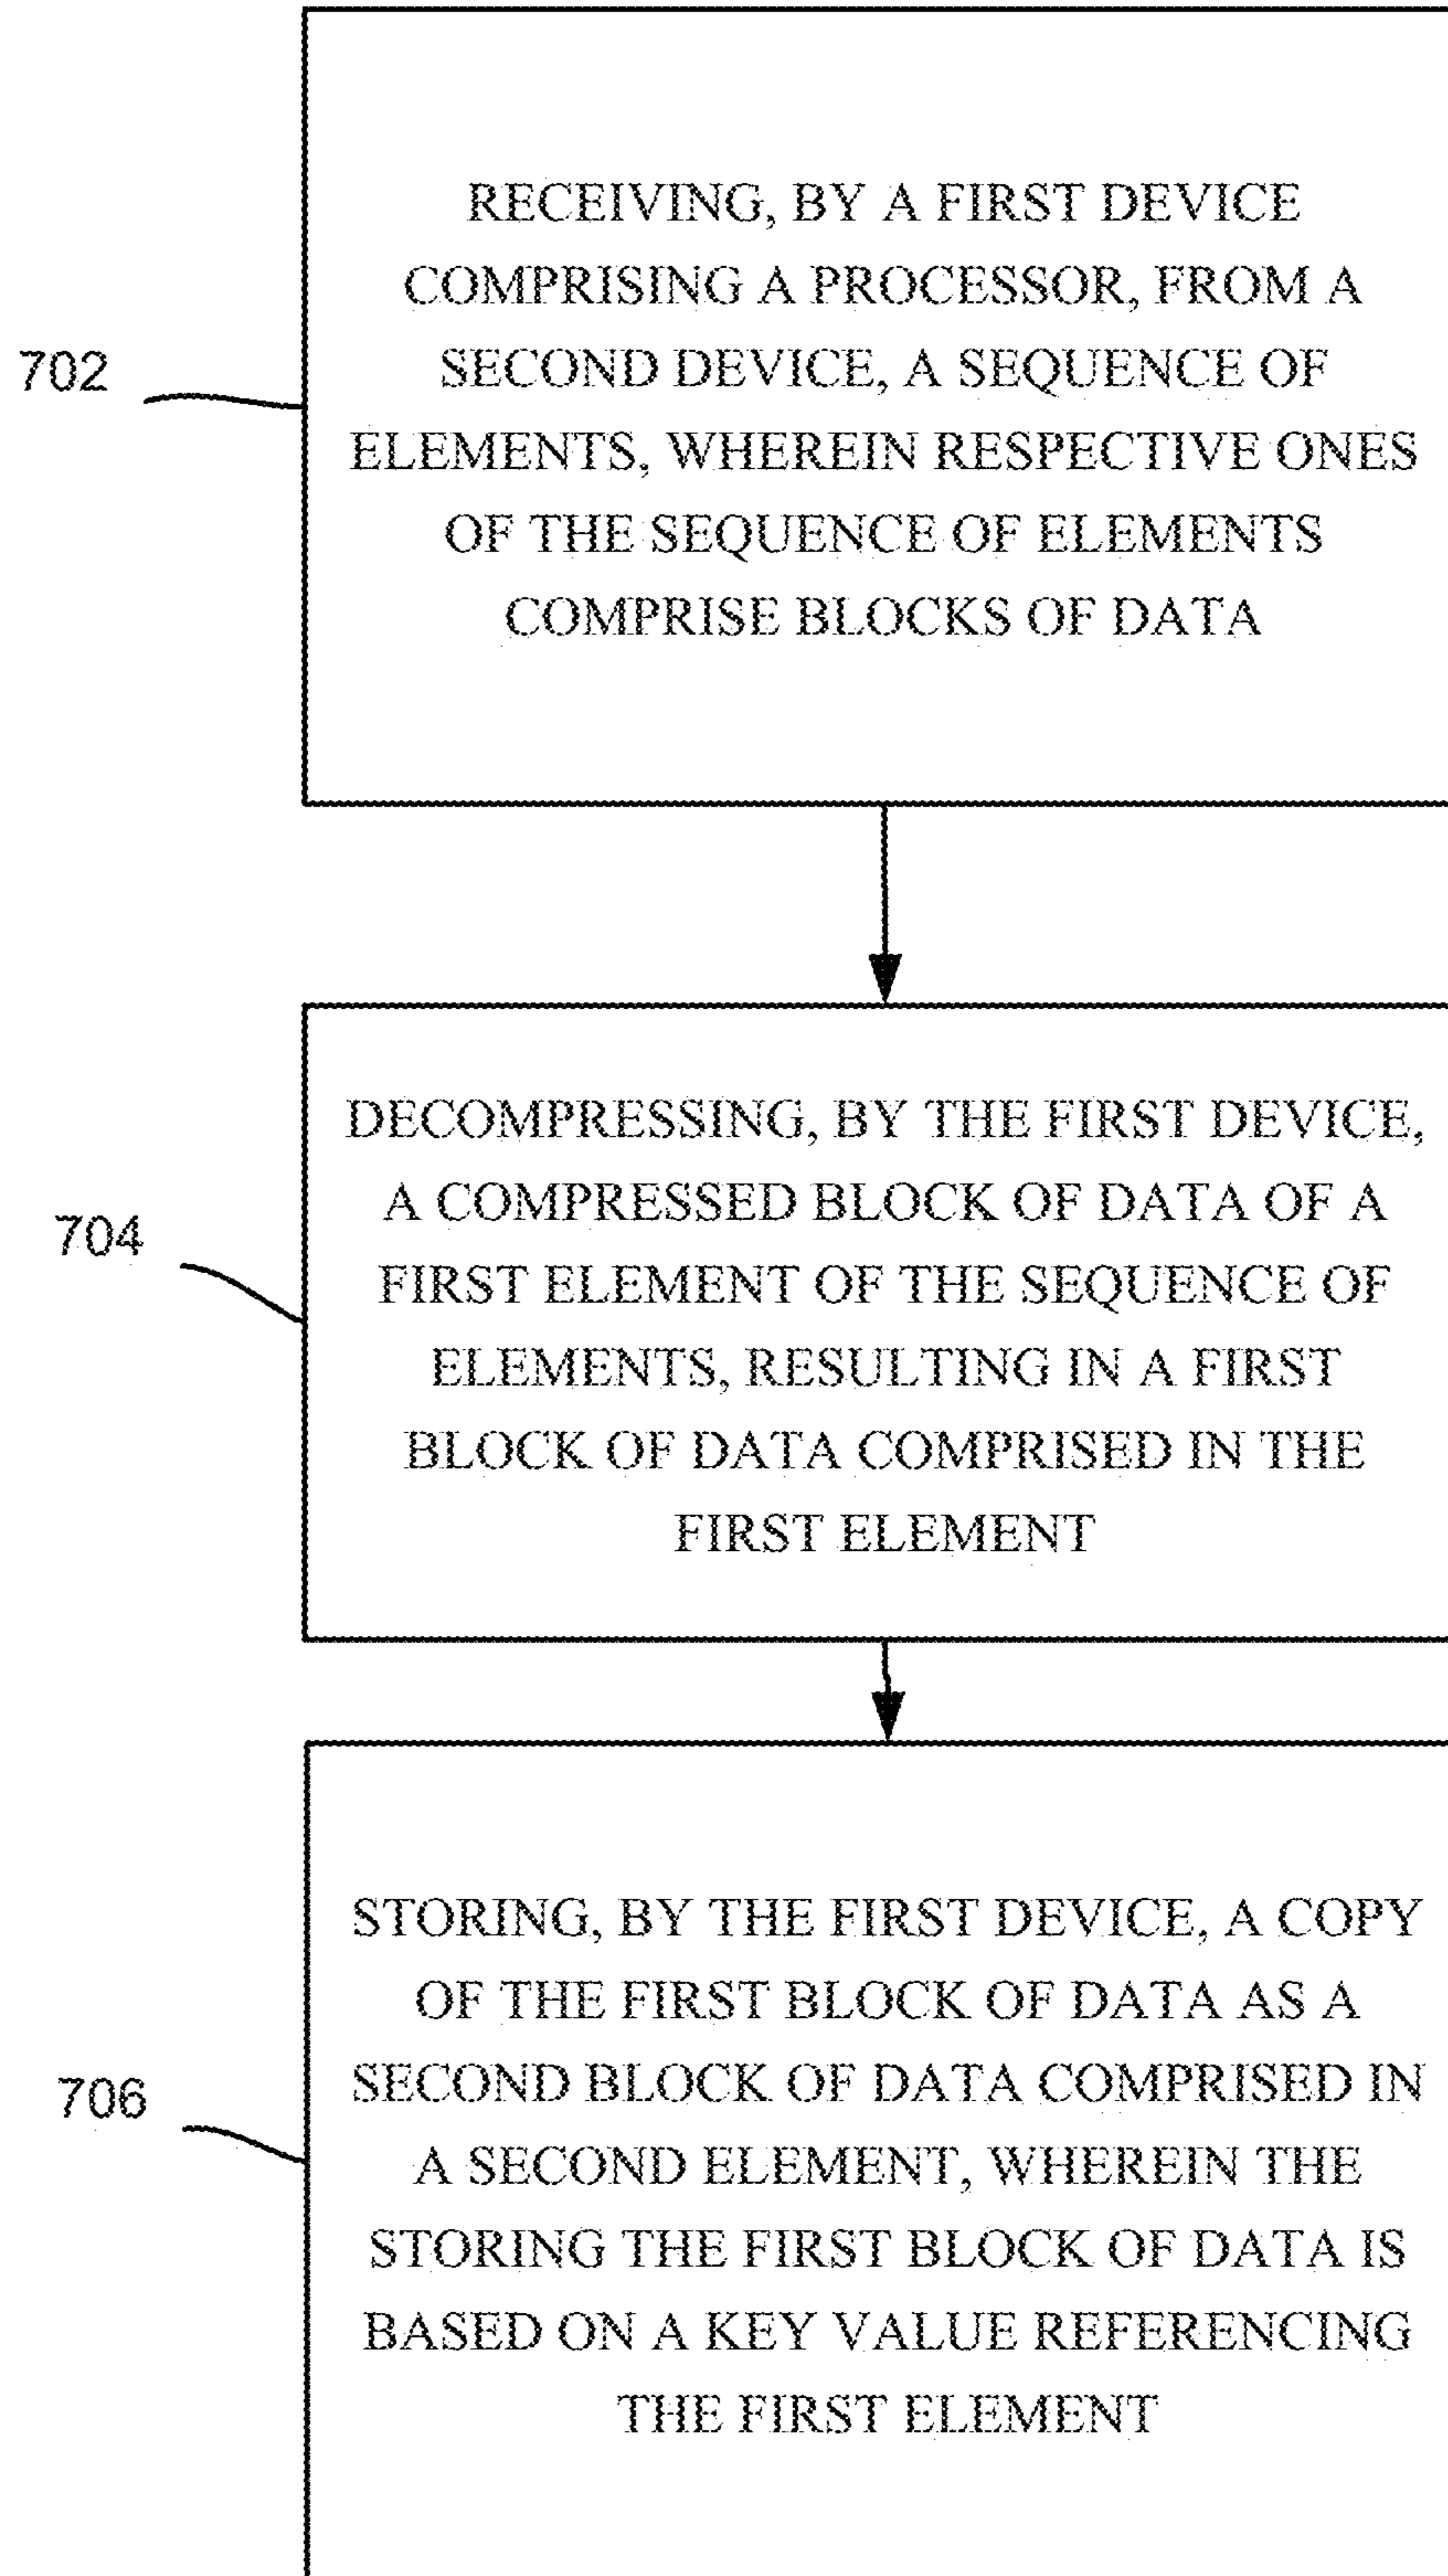 RECEIVING, BY A FIRST DEVICE
COMPRISING A PROCESSOR, FROM A
702
SECOND DEVICE, A SEQUENCE OF
ELEMENTS, WHEREIN RESPECTIVE ONES
OF THE SEQUENCE OF ELEMENTS
COMPRISE BLOCKS OF DATA
DECOMPRESSING, BY THE FIRST DEVICE,
A COMPRESSED BLOCK OF DATA OF A
704
FIRST ELEMENT OF THE SEQUENCE OF
ELEMENTS, RESULTING IN A FIRST
BLOCK OF DATA COMPRISED IN THE
FIRST ELEMENT
STORING, BY THE FIRST DEVICE, A COPY
OF THE FIRST BLOCK OF DATA AS A
SECOND BLOCK OF DATA COMPRISED IN
706
A SECOND ELEMENT, WHEREIN THE
STORING THE FIRST BLOCK OF DATA IS
BASED ON A KEY VALUE REFERENCING
THE FIRST ELEMENT